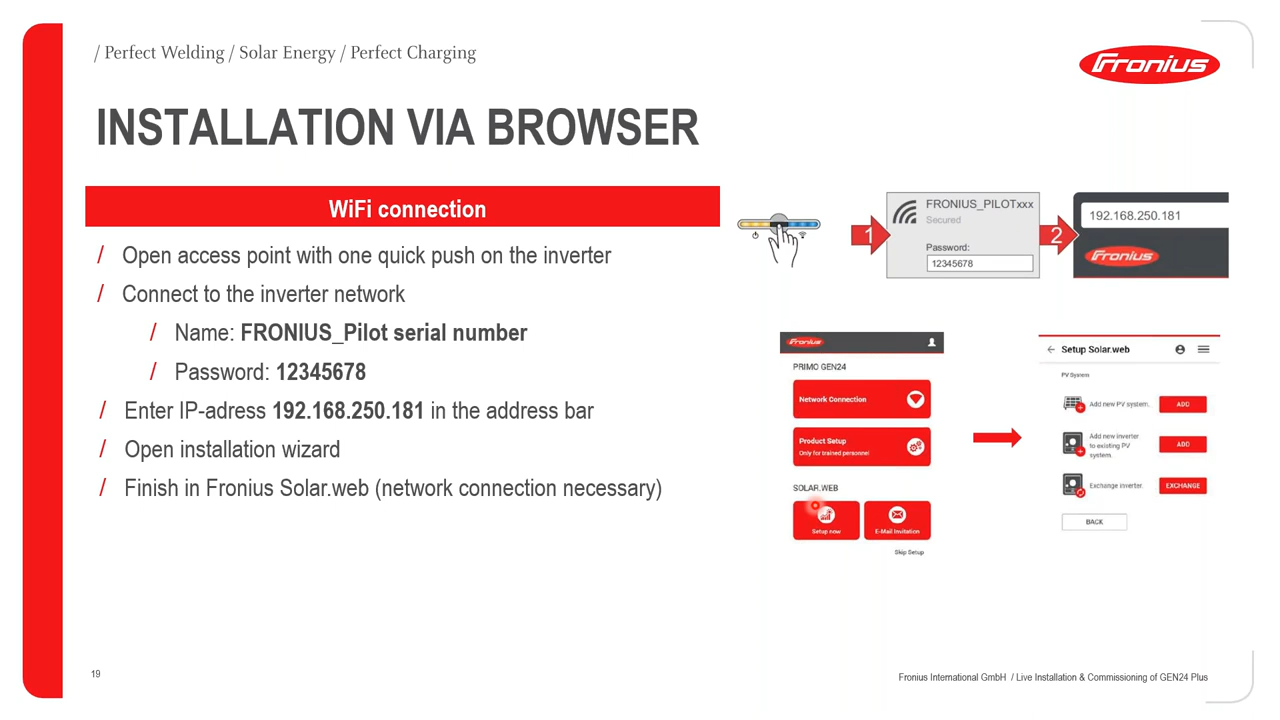 / Perfect Welding / Solar Energy / Perfect Charging
Fronius
INSTALLATION VIA BROWSER
WiFi connection
/ Open access point with one quick push on the inverter
/ Connect to the inverter network
/ Name: FRONIUS_Pilot serial number
/ Password: 12345678
/ Enter IP-adress 192.168.250.181 in the address bar
/ Open installation wizard
/ Finish in Fronius Solar.web (network connection necessary)
1
FRONIUS_PILOTxxx
Secured
Password:
12345678
2
192.168.250.181
Fronius
Fronius
PRIMO GEN24
Network Connection
Product Setup
Only for trained personnel
SOLAR.WEB
Setup now
E-Mail Invitation
Skip Setup
Setup Solar.web
PV System
Add new PV system.
ADD
Add new inverter
to existing PV
system.
ADD
Exchange inverter.
EXCHANGE
BACK
19
Fronius International GmbH / Live Installation & Commissioning of GEN24 Plus